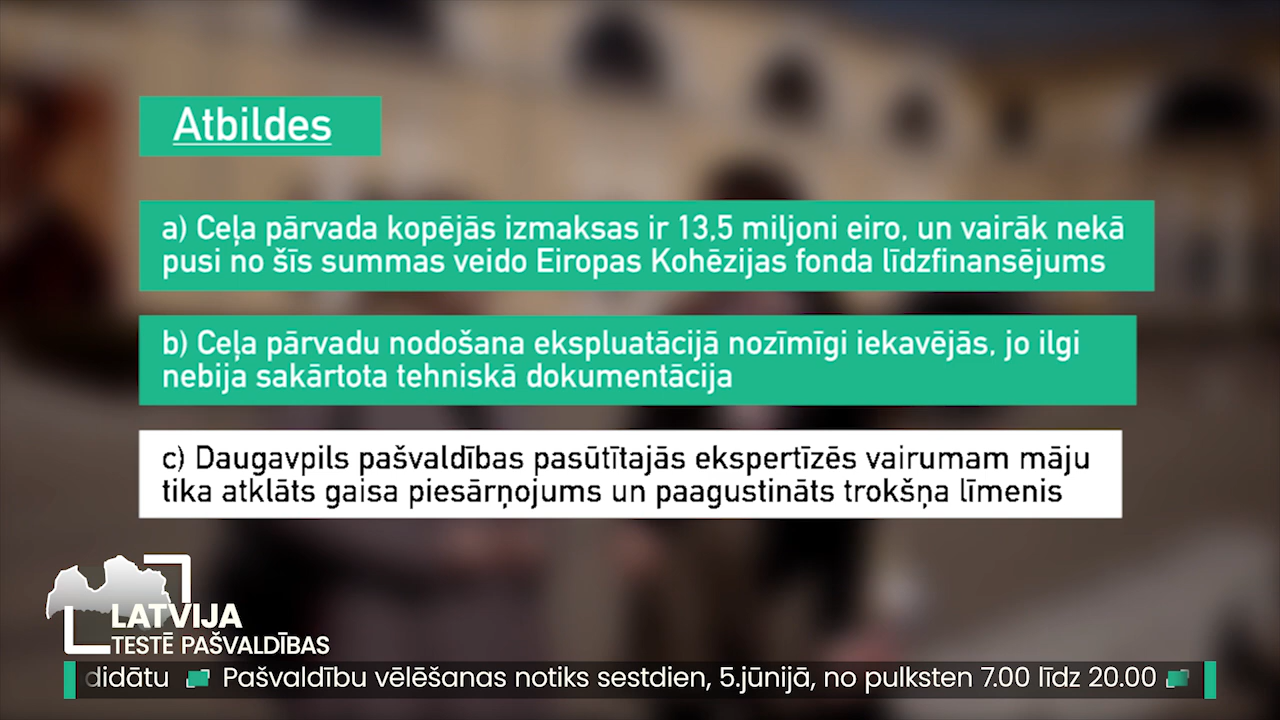 Atbildes
a) Ceļa pārvada kopējās izmaksas ir 13,5 miljoni eiro, un vairāk nekā
pusi no šīs summas veido Eiropas Kohēzijas fonda līdzfinansējums
b) Ceļa pārvadu nodošana ekspluatācijā nozīmīgi iekavējās, jo ilgi
nebija sakārtota tehniskā dokumentācija
c) Daugavpils pašvaldības pasūtītajās ekspertīzēs vairumam māju
tika atklāts gaisa piesārņojums un paagustināts trokšņa līmenis
LATVIJA
TESTĒ PAŠVALDĪBAS
didātu Pašvaldību vēlēšanas notiks sestdien, 5.jūnijā, no pulksten 7.00 līdz 20.00